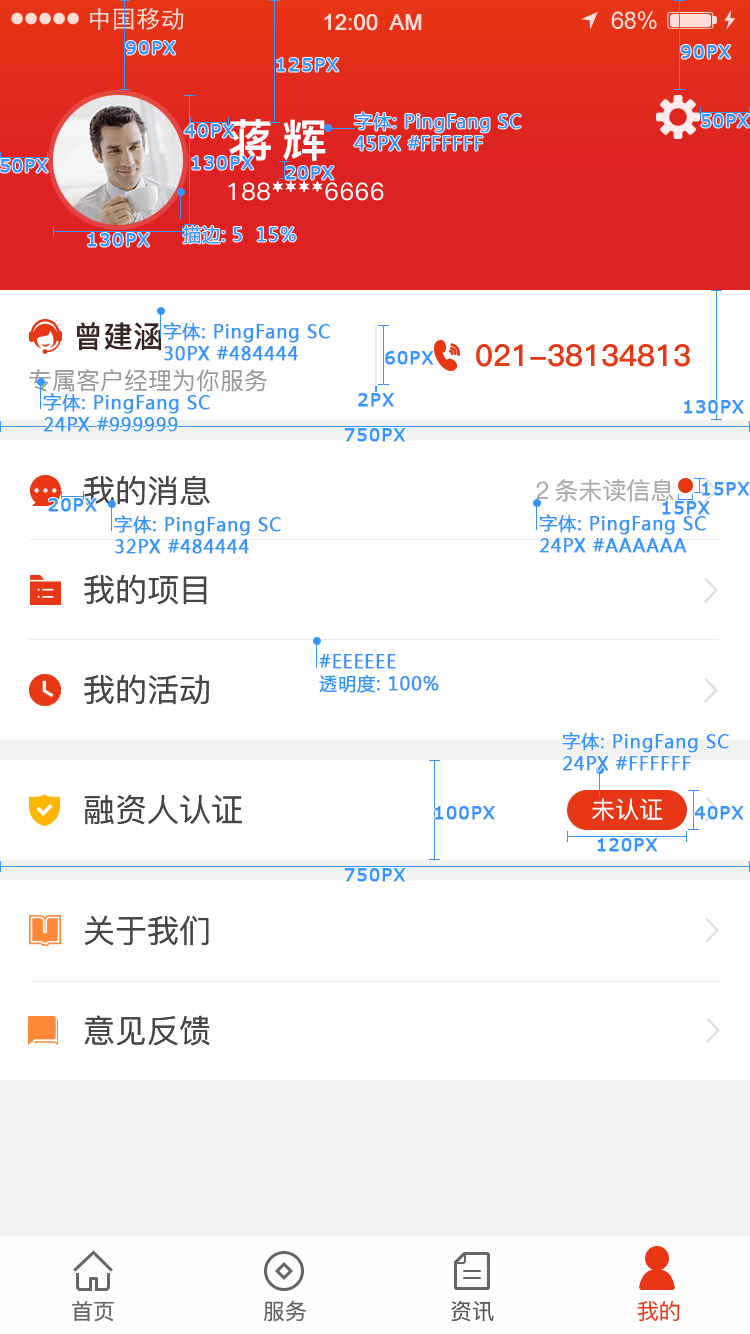 中国移动 12:00 AM 68%
90PX
125PX
90PX
40PX
蒋 辉
字体: PingFang SC
45PX #FFFFFF
50PX
50PX
130PX
20PX
188****6666
130PX
描边: 5 15%
曾建涵
字体: PingFang SC
30PX #484444
60PX
021-38134813
专属客户经理为你服务
字体: PingFang SC
24PX #999999
2PX
130PX
750PX
我的消息
2条未读信息
15PX
20PX
15PX
字体: PingFang SC
32PX #484444
字体: PingFang SC
24PX #AAAAAA
我的项目
#EEEEEE
透明度: 100%
我的活动
字体: PingFang SC
24PX #FFFFFF
融资人认证
100PX
未认证
40PX
120PX
750PX
关于我们
意见反馈
首页 服务 资讯 我的